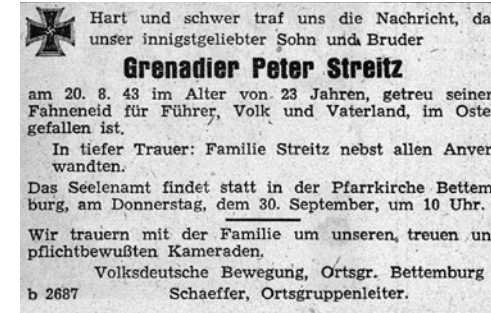 Hart und schwer traf uns die Nachricht, da
unser innigstgeliebter Sohn und Bruder
Grenadier Peter Streitz
am 20. 8. 43 im Alter von 23 Jahren, getreu seiner
Fahneneid für Führer, Volk und Vaterland, im Oste
gefallen ist.
In tiefer Trauer: Familie Streitz nebst allen Anver
wandten.
Das Seelenamt findet statt in der Pfarrkirche Bettem
burg, am Donnerstag, dem 30. September, um 10 Uhr.
Wir trauern mit der Familie um unseren, treuen un
pflichtbewußten Kameraden.
Volksdeutsche Bewegung, Ortsgr. Bettemburg
b 2687 Schaeffer, Ortsgruppenleiter.